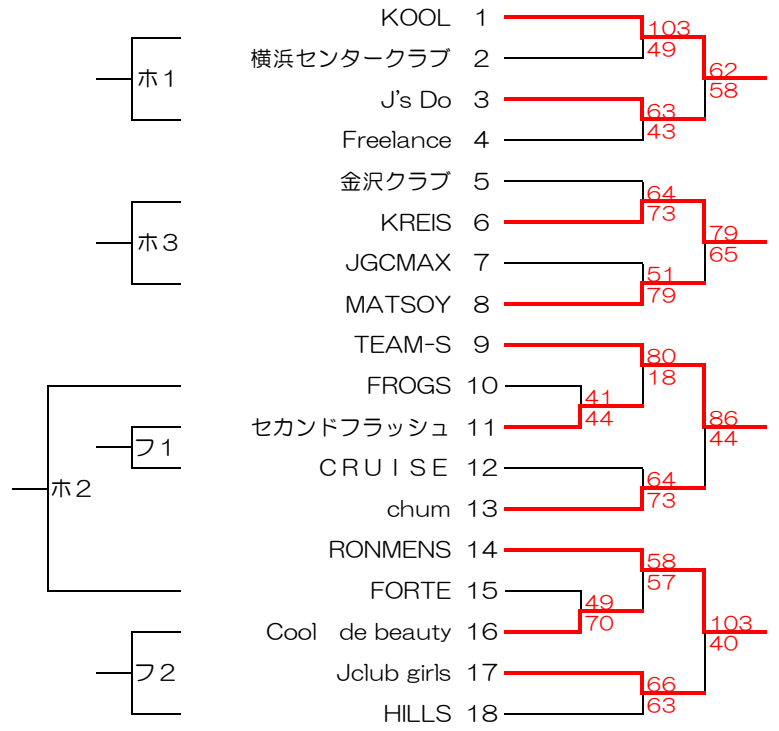 KOOL 1
103
49
横浜センタークラブ 2
62
58
ホ1
J's Do 3
63
43
Freelance 4
金沢クラブ 5
64
73
KREIS 6
79
65
ホ3
JGCMAX 7
51
79
MATSOY 8
TEAM-S 9
80
18
FROGS 10
41
44
セカンドフラッシュ 11
86
44
フ1
CRUISE 12
64
73
ホ2
chum 13
RONMENS 14
58
57
FORTE 15
49
70
Cool de beauty 16
103
40
フ2
Jclub girls 17
66
63
HILLS 18